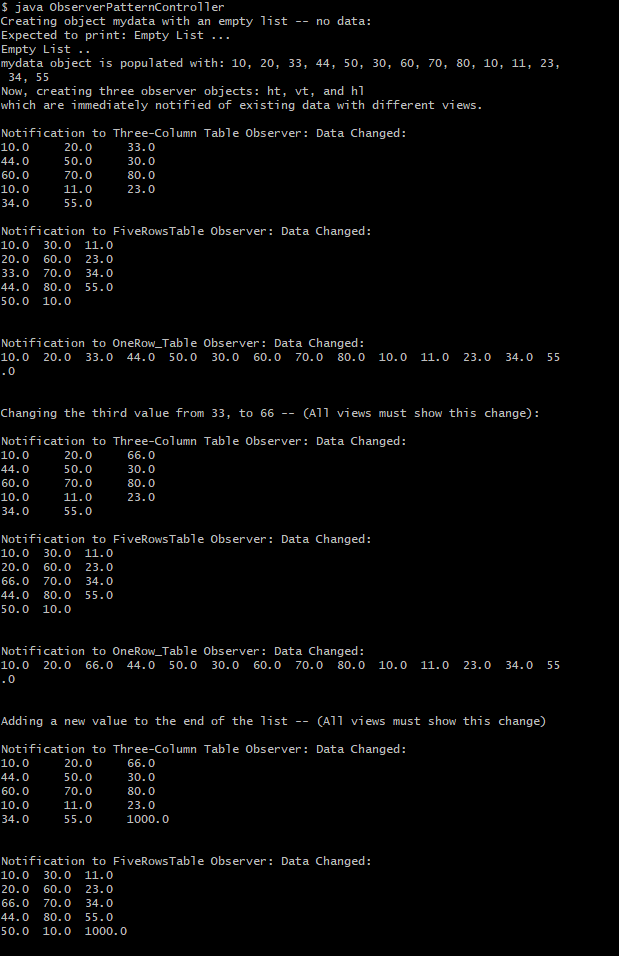 $ java ObserverPatternController
Creating object mydata with an empty list -- no data:
Expected to print: Empty List ...
Empty List ..
mydata object is populated with: 10, 20, 33, 44, 50, 30, 60, 70, 80, 10, 11, 23,
 34, 55
Now, creating three observer objects: ht, vt, and hl
which are immediately notified of existing data with different views.

Notification to Three-Column Table Observer: Data Changed:
10.0     20.0     33.0
44.0     50.0     30.0
60.0     70.0     80.0
10.0     11.0     23.0
34.0     55.0

Notification to FiveRowsTable Observer: Data Changed:
10.0  30.0  11.0
20.0  60.0  23.0
33.0  70.0  34.0
44.0  80.0  55.0
50.0  10.0

Notification to OneRow_Table Observer: Data Changed:
10.0  20.0  33.0  44.0  50.0  30.0  60.0  70.0  80.0  10.0  11.0  23.0  34.0  55
.0

Changing the third value from 33, to 66 -- (All views must show this change):

Notification to Three-Column Table Observer: Data Changed:
10.0     20.0     66.0
44.0     50.0     30.0
60.0     70.0     80.0
10.0     11.0     23.0
34.0     55.0

Notification to FiveRowsTable Observer: Data Changed:
10.0  30.0  11.0
20.0  60.0  23.0
66.0  70.0  34.0
44.0  80.0  55.0
50.0  10.0

Notification to OneRow_Table Observer: Data Changed:
10.0  20.0  66.0  44.0  50.0  30.0  60.0  70.0  80.0  10.0  11.0  23.0  34.0  55
.0

Adding a new value to the end of the list -- (All views must show this change)

Notification to Three-Column Table Observer: Data Changed:
10.0     20.0     66.0
44.0     50.0     30.0
60.0     70.0     80.0
10.0     11.0     23.0
34.0     55.0     1000.0

Notification to FiveRowsTable Observer: Data Changed:
10.0  30.0  11.0
20.0  60.0  23.0
66.0  70.0  34.0
44.0  80.0  55.0
50.0  10.0  1000.0